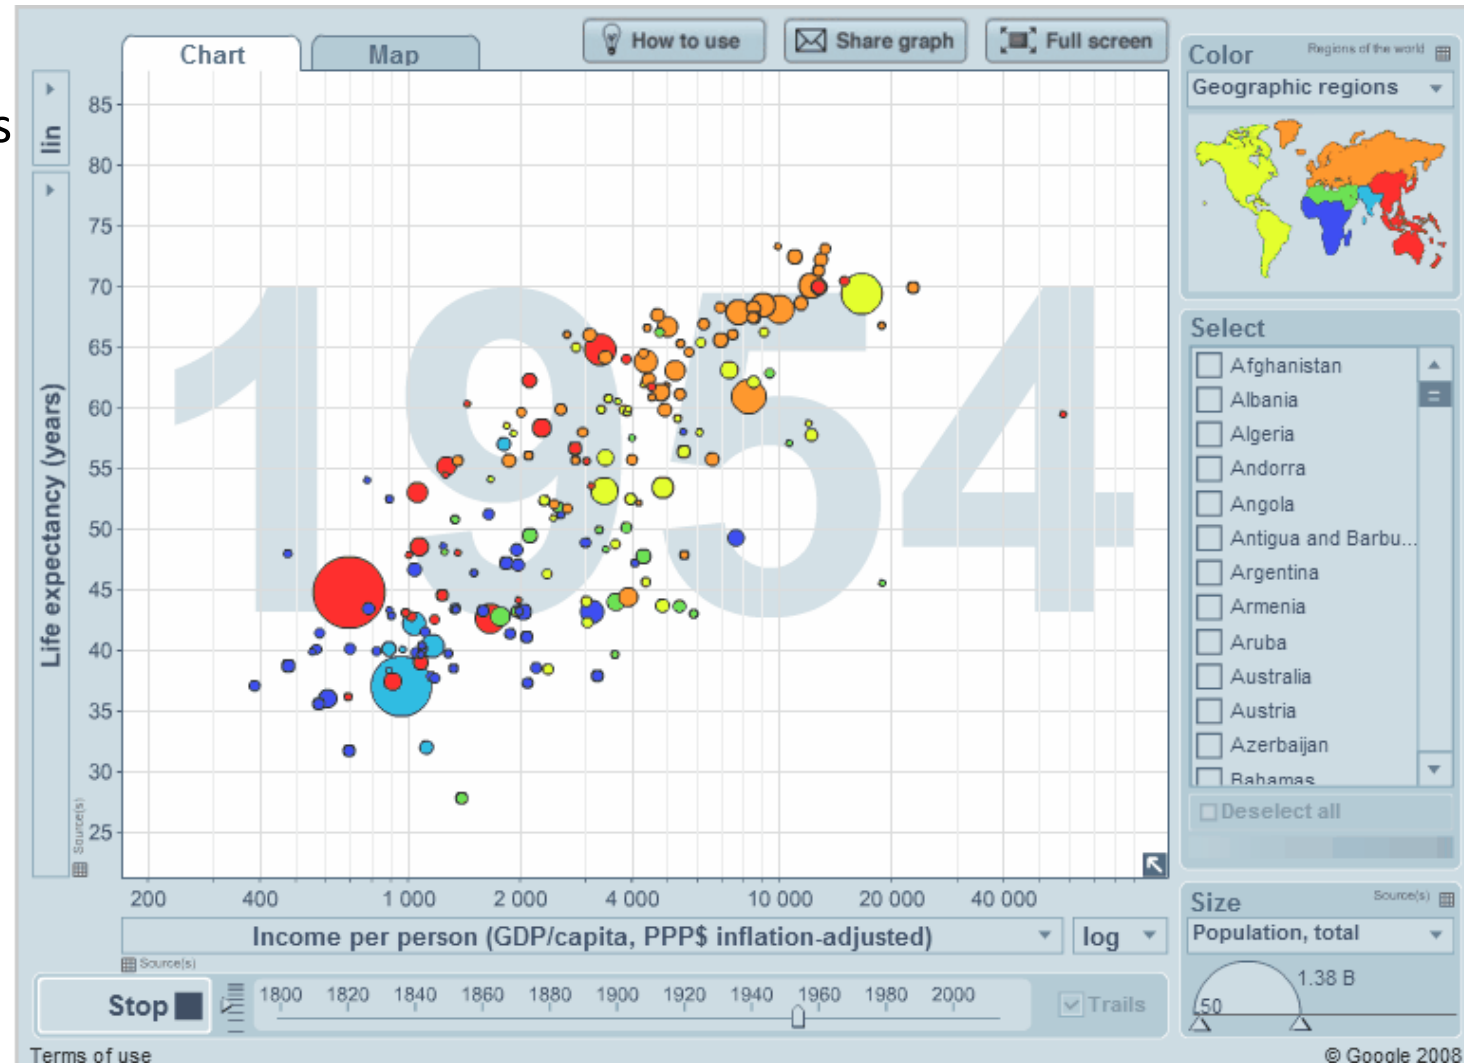 s
Chart
Map
How to use
Share graph
Full screen
lin
Life expectancy (years)
Source(s)
85
80
75
70
65
60
55
50
45
40
35
30
25
1954
200
400
1 000
2 000
4 000
10 000
20 000
40 000
Income per person (GDP/capita, PPP$ inflation-adjusted)
log
Source(s)
Stop
1800 1820 1840 1860 1880 1900 1920 1940 1960 1980 2000
Trails
Color
Regions of the world
Geographic regions
Select
Afghanistan
Albania
Algeria
Andorra
Angola
Antigua and Barbu...
Argentina
Armenia
Aruba
Australia
Austria
Azerbaijan
Bahamas
Deselect all
Size
Source(s)
Population, total
1.38 B
50
Terms of use
© Google 2008